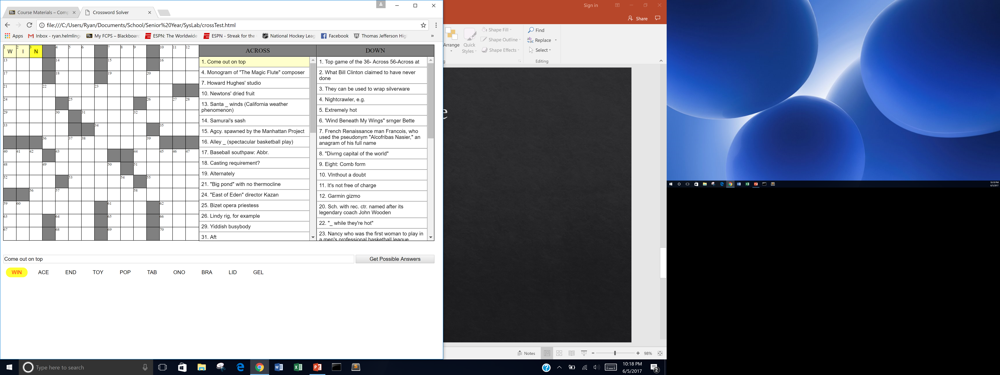 Course Materials – Comp
Crossword Solver
file:///C:/Users/Ryan/Documents/School/Senior%20Year/SysLab/crossTest.html
Apps
Inbox - ryan.helmling
My FCPS – Blackboard
ESPN: The Worldwide
ESPN - Streak for the
National Hockey Leag
Facebook
Thomas Jefferson Hig
»
1 W 2 I 3 N 4 5 6 7 8 9 10 11 12
13 14 15 16
17 18 19 20
21 22 23
24 25 26 27 28
29 30 31 32
33 34 35
36 37 38 39
40 41 42 43 44 45 46 47
48 49 50 51
52 53 54 55
56 57 58
59 60 61 62
63 64 65 66
67 68 69 70
ACROSS
1. Come out on top
4. Monogram of "The Magic Flute" composer
7. Howard Hughes' studio
10. Newtons' dried fruit
13. Santa _ winds (California weather
phenomenon)
14. Samurai's sash
15. Agcy. spawned by the Manhattan Project
16. Alley _ (spectacular basketball play)
17. Baseball southpaw: Abbr.
18. Casting requirement?
19. Alternately
21. "Big pond" with no thermocline
24. "East of Eden" director Kazan
25. Bizet opera priestess
26. Lindy rig, for example
29. Yiddish busybody
31. Aft
DOWN
1. Top game of the 36- Across 56-Across at
2. What Bill Clinton claimed to have never
done
3. They can be used to wrap silverware
4. Nightcrawler, e.g.
5. Extremely hot
6. 'Wind Beneath My Wings" srnger Bette
7. French Renaissance man Francois, who
used the pseudonym "Alcofribas Nasier," an
anagram of his full name
8. "Divrng capital of the world"
9. Eight: Comb form
10. Vlnthout a doubt
11. It's not free of charge
12. Garmin gizmo
20. Sch. with rec. ctr. named after its
legendary coach John Wooden
22. "_ while they're hot"
23. Nancy who was the first woman to play in
a men's professional basketball league
Come out on top
Get Possible Answers
WIN ACE END TOY POP TAB ONO BRA LID GEL
Sign in
Share
Arrange
Quick
Styles
Shape Fill
Shape Outline
Shape Effects
Find
Replace
Select
Editing
e
Notes
98%
Type here to search
10:18 PM
6/5/2017
2
10:18 PM
6/5/2017